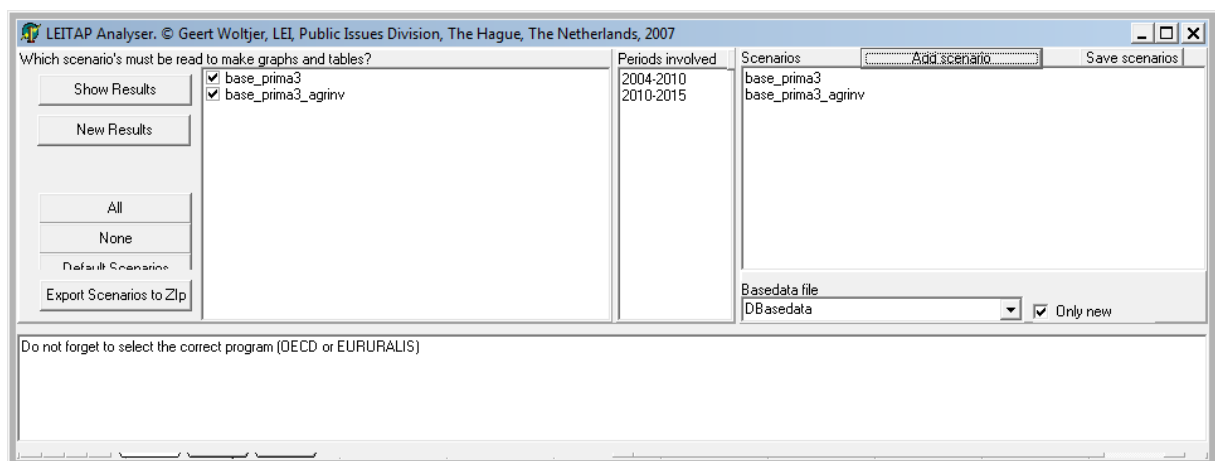 LEITAP Analyser. © Geert Woltjer, LEI, Public Issues Division, The Hague, The Netherlands, 2007
Which scenario's must be read to make graphs and tables?
Show Results
New Results
All
None
Default Scenarios
Export Scenarios to ZIp
base_prima3
base_prima3_agrinv
Periods involved
2004-2010
2010-2015
Scenarios
Add scenario
Save scenarios
base_prima3
base_prima3_agrinv
Basedata file
DBasedata
Only new
Do not forget to select the correct program (OECD or EURURALIS)